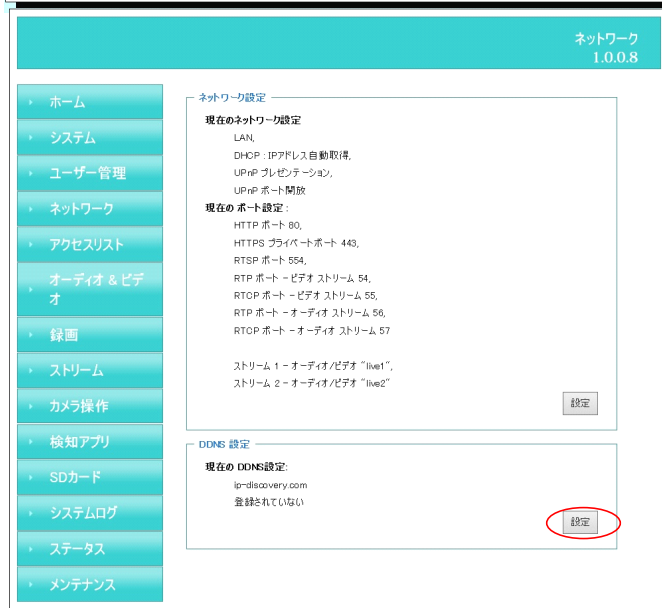 ネットワーク
1.0.0.8
ホーム
システム
ユーザー管理
ネットワーク
アクセスリスト
オーディオ & ビデ
オ
録画
ストリーム
カメラ操作
検知アプリ
SDカード
システムログ
ステータス
メンテナンス
ネットワーク設定
現在のネットワーク設定
LAN,
DHCP : IPアドレス自動取得,
UPnP プレゼンテーション,
UPnP ポート開放
現在の ポート設定 :
HTTP ポート 80,
HTTPS プライベートポート 443,
RTSP ポート 554,
RTP ポート - ビデオ ストリーム 54,
RTCP ポート - ビデオ ストリーム 55,
RTP ポート - オーディオ ストリーム 56,
RTCP ポート - オーディオ ストリーム 57
ストリーム 1 - オーディオ/ビデオ "live1",
ストリーム 2 - オーディオ/ビデオ "live2"
設定
DDNS 設定
現在の DDNS設定:
ip-discovery.com
登録されていない
設定